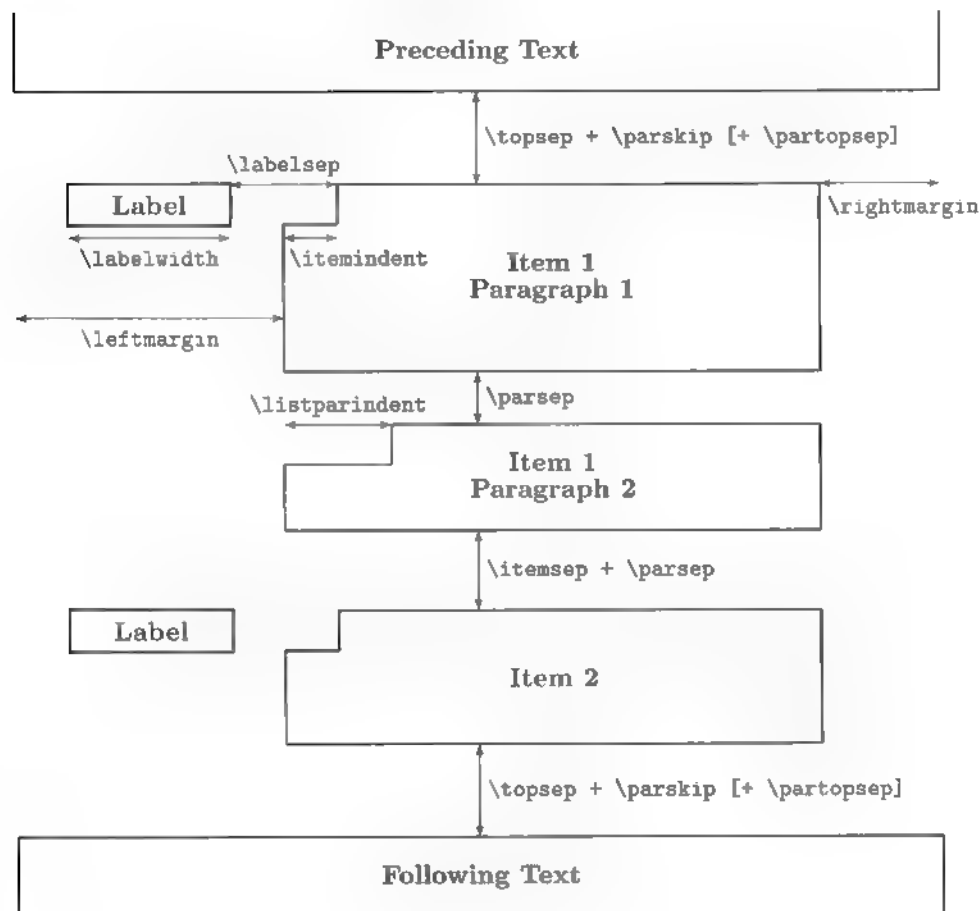 Preceding Text
\topsep + \parskip [+ \partopsep]
\labelsep
Label
\rightmargin
\labelwidth
\itemindent
Item 1
Paragraph 1
\leftmargin
\parsep
\listparindent
Item 1
Paragraph 2
\itemsep + \parsep
Label
Item 2
\topsep + \parskip [+ \partopsep]
Following Text